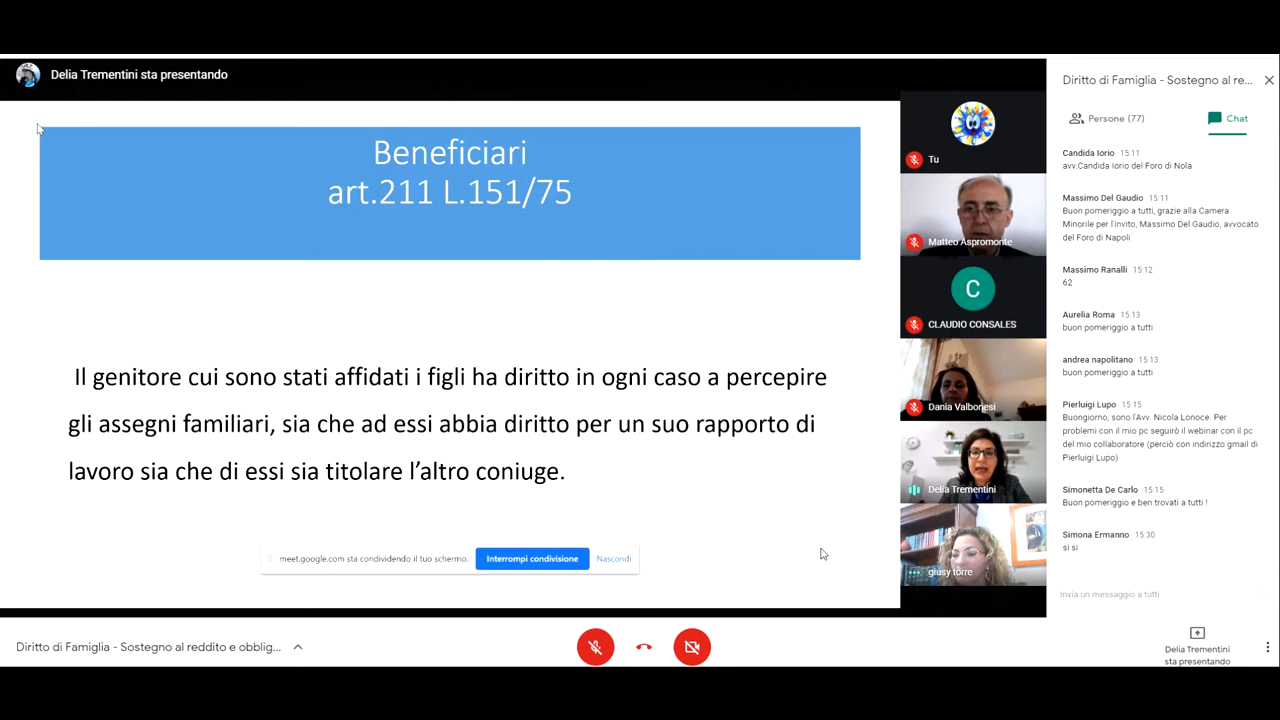 Delia Trementini sta presentando
Beneficiari
art.211 L.151/75
Il genitore cui sono stati affidati i figli ha diritto in ogni caso a percepire
gli assegni familiari, sia che ad essi abbia diritto per un suo rapporto di
lavoro sia che di essi sia titolare l’altro coniuge.
meet.google.com sta condividendo il tuo schermo.
Interrompi condivisione
Nascondi
Tu
Matteo Aspromonte
C
CLAUDIO CONSALES
Dania Valbonesi
Delia Trementini
giusy torre
Diritto di Famiglia - Sostegno al re...
Persone (77)
Chat
Candida Iorio 15:11
avv.Candida Iorio del Foro di Nola
Massimo Del Gaudio 15:11
Buon pomeriggio a tutti, grazie alla Camera
Minorile per l'invito, Massimo Del Gaudio, avvocato
del Foro di Napoli
Massimo Ranalli 15:12
62
Aurelia Roma 15:13
buon pomeriggio a tutti
andrea napolitano 15:13
buon pomeriggio a tutti
Pierluigi Lupo 15:15
Buongiorno, sono l'Avv. Nicola Lonoce. Per
problemi con il mio pc seguirò il webinar con il pc
del mio collaboratore (perciò con indirizzo gmail di
Pierluigi Lupo)
Simonetta De Carlo 15:15
Buon pomeriggio e ben trovati a tutti !
Simona Ermanno 15:30
si si
Invia un messaggio a tutti
Diritto di Famiglia - Sostegno al reddito e obblig...
Delia Trementini
sta presentando